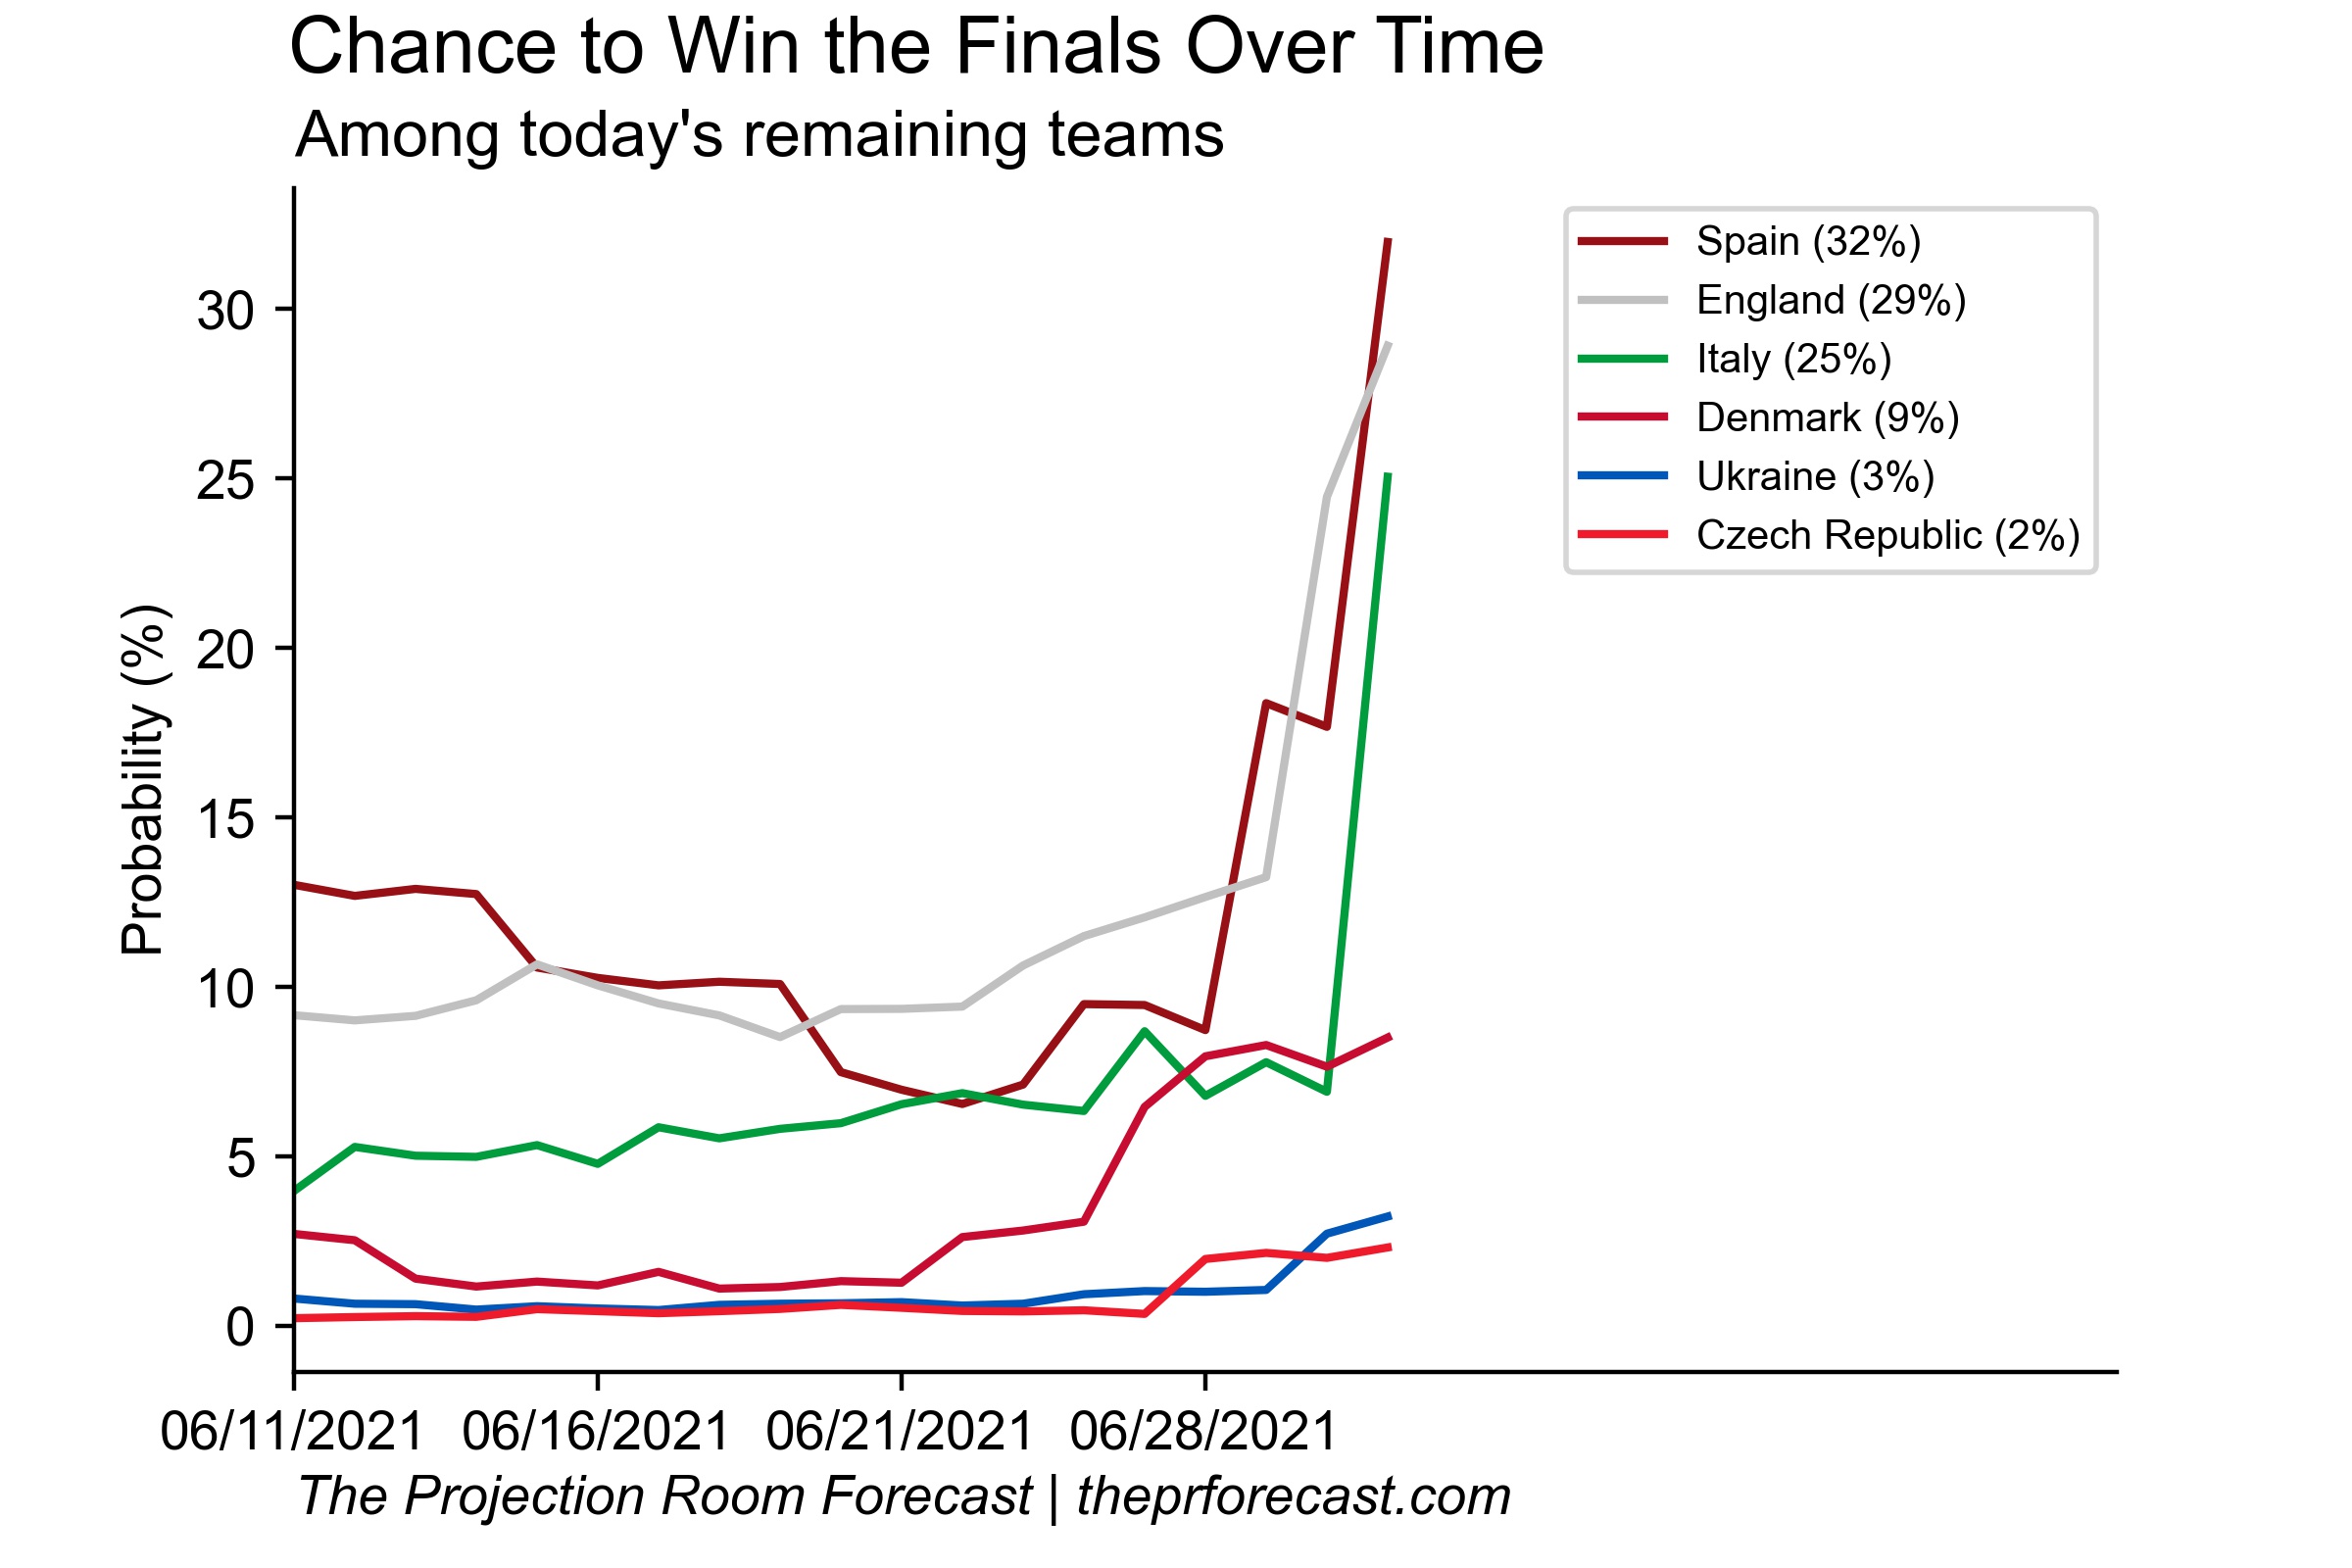 Chance to Win the Finals Over Time
Among today's remaining teams
Probability (%)
30
25
20
15
10
5
0
Spain (32%)
England (29%)
Italy (25%)
Denmark (9%)
Ukraine (3%)
Czech Republic (2%)
06/11/2021 06/16/2021 06/21/2021 06/28/2021
The Projection Room Forecast | theprforecast.com